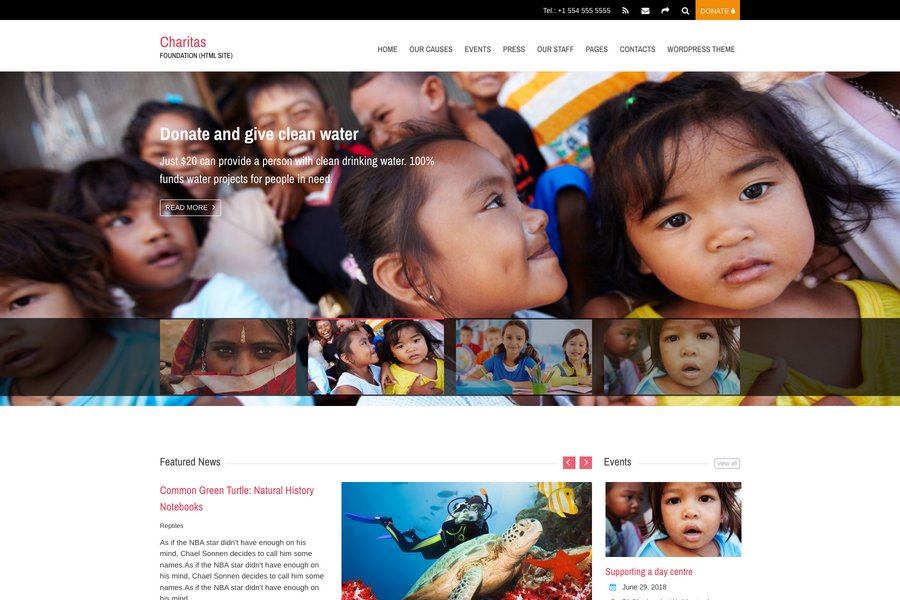 Tel.: +1 554 555 5555
DONATE
Charitas
FOUNDATION (HTML SITE)
HOME OUR CAUSES EVENTS PRESS OUR STAFF PAGES CONTACTS WORDPRESS THEME
Donate and give clean water
Just $20 can provide a person with clean drinking water. 100%
funds water projects for people in need.
READ MORE
Featured News
Events
view all
Common Green Turtle: Natural History
Notebooks
Reptiles
As if the NBA star didn't have enough on his
mind, Chael Sonnen decides to call him some
names.As if the NBA star didn't have enough on
his mind, Chael Sonnen decides to call him some
names.As if the NBA star didn't have enough on
his mind
Supporting a day centre
June 29, 2018